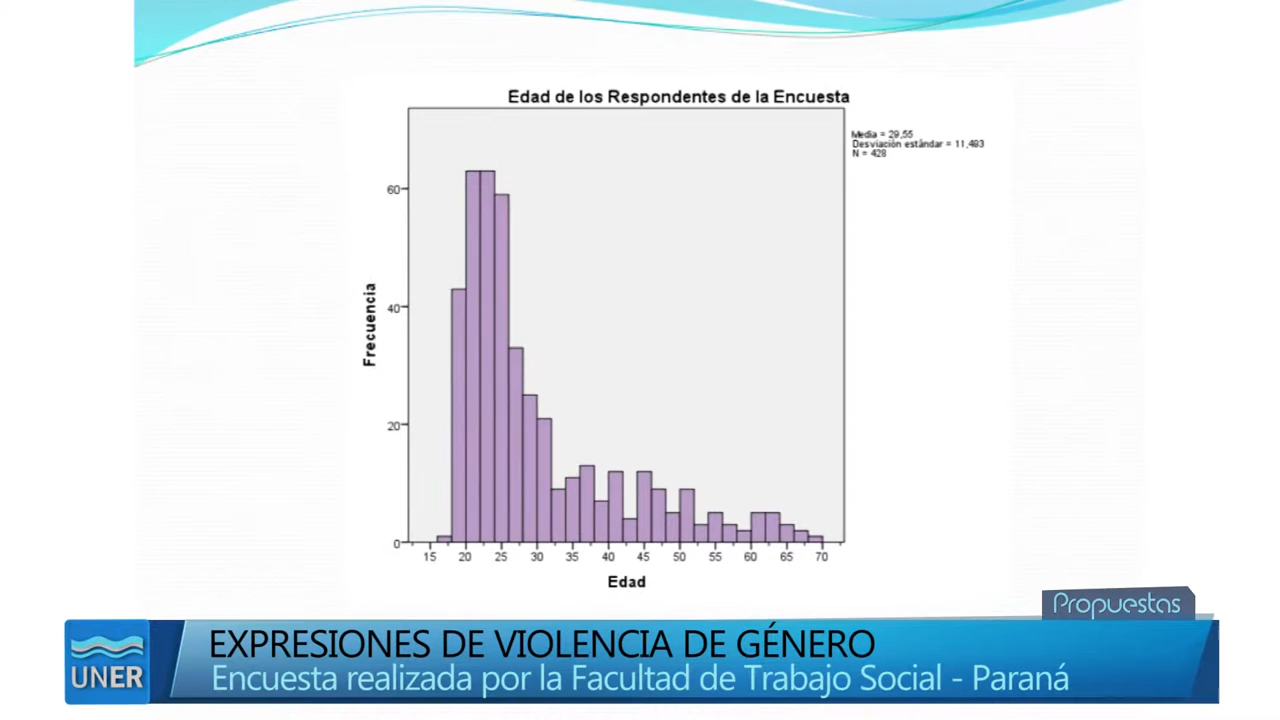 Edad de los Respondentes de la Encuesta
Media = 29,55
Desviación estándar = 11,493
N = 428
60
40
20
0
Frecuencia
15 20 25 30 35 40 45 50 55 60 65 70
Edad
Propuestas
EXPRESIONES DE VIOLENCIA DE GÉNERO
UNER
Encuesta realizada por la Facultad de Trabajo Social - Paraná